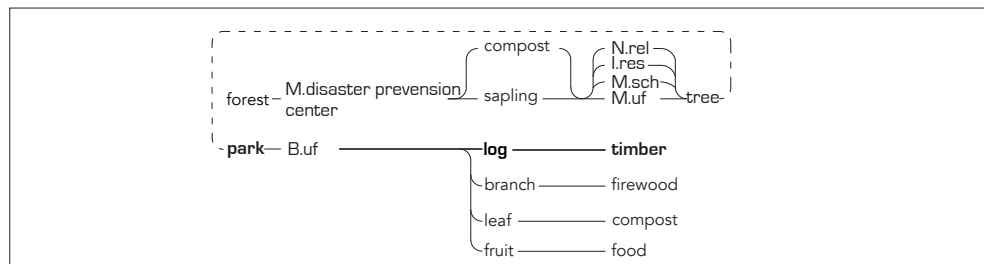 compost N.rel
I.res
forest M.disaster prevension center sapling M.sch
M.uf tree
park B.uf log timber
branch firewood
leaf compost
fruit food